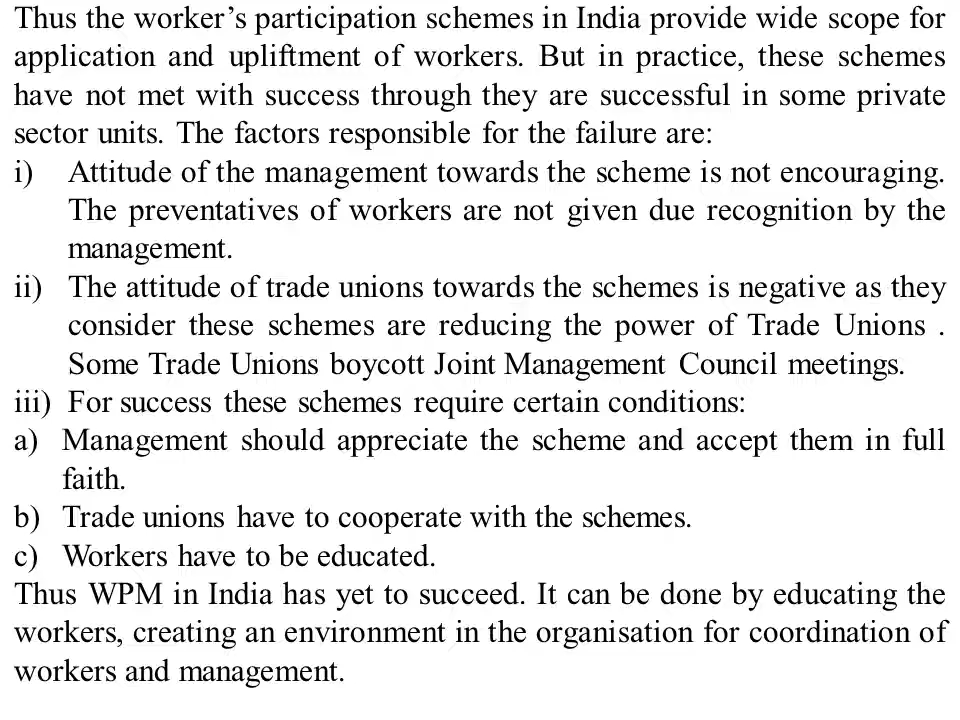 Thus the worker’s participation schemes in India provide wide scope for
application and upliftment of workers. But in practice, these schemes
have not met with success through they are successful in some private
sector units. The factors responsible for the failure are:
i) Attitude of the management towards the scheme is not encouraging.
The preventatives of workers are not given due recognition by the
management.
ii) The attitude of trade unions towards the schemes is negative as they
consider these schemes are reducing the power of Trade Unions .
Some Trade Unions boycott Joint Management Council meetings.
iii) For success these schemes require certain conditions:
a) Management should appreciate the scheme and accept them in full
faith.
b) Trade unions have to cooperate with the schemes.
c) Workers have to be educated.
Thus WPM in India has yet to succeed. It can be done by educating the
workers, creating an environment in the organisation for coordination of
workers and management.